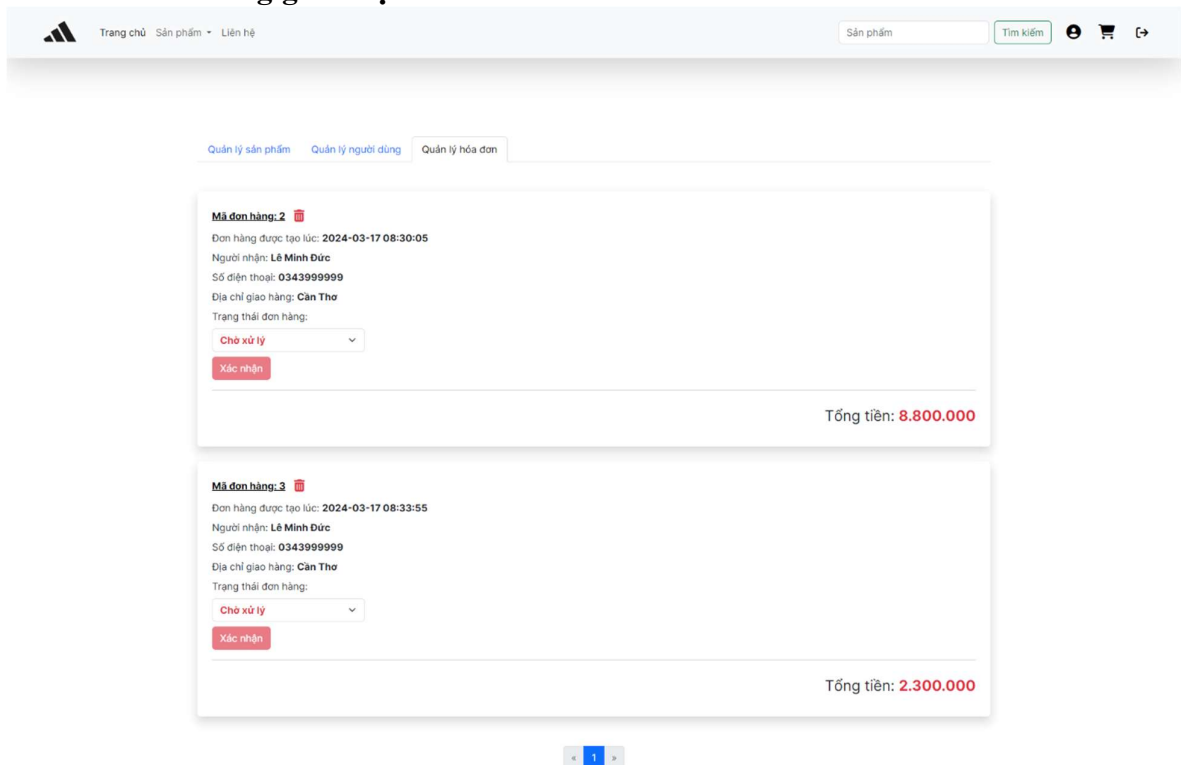 Trang chủ Sản phẩm Liên hệ Sản phẩm Tìm kiếm
Quản lý sản phẩm Quản lý người dùng Quản lý hóa đơn
Mã đơn hàng: 2
Đơn hàng được tạo lúc: 2024-03-17 08:30:05
Người nhận: Lê Minh Đức
Số điện thoại: 0343999999
Địa chỉ giao hàng: Cần Thơ
Trạng thái đơn hàng:
Chờ xử lý
Xác nhận
Tổng tiền: 8.800.000
Mã đơn hàng: 3
Đơn hàng được tạo lúc: 2024-03-17 08:33:55
Người nhận: Lê Minh Đức
Số điện thoại: 0343999999
Địa chỉ giao hàng: Cần Thơ
Trạng thái đơn hàng:
Chờ xử lý
Xác nhận
Tổng tiền: 2.300.000
« 1 »